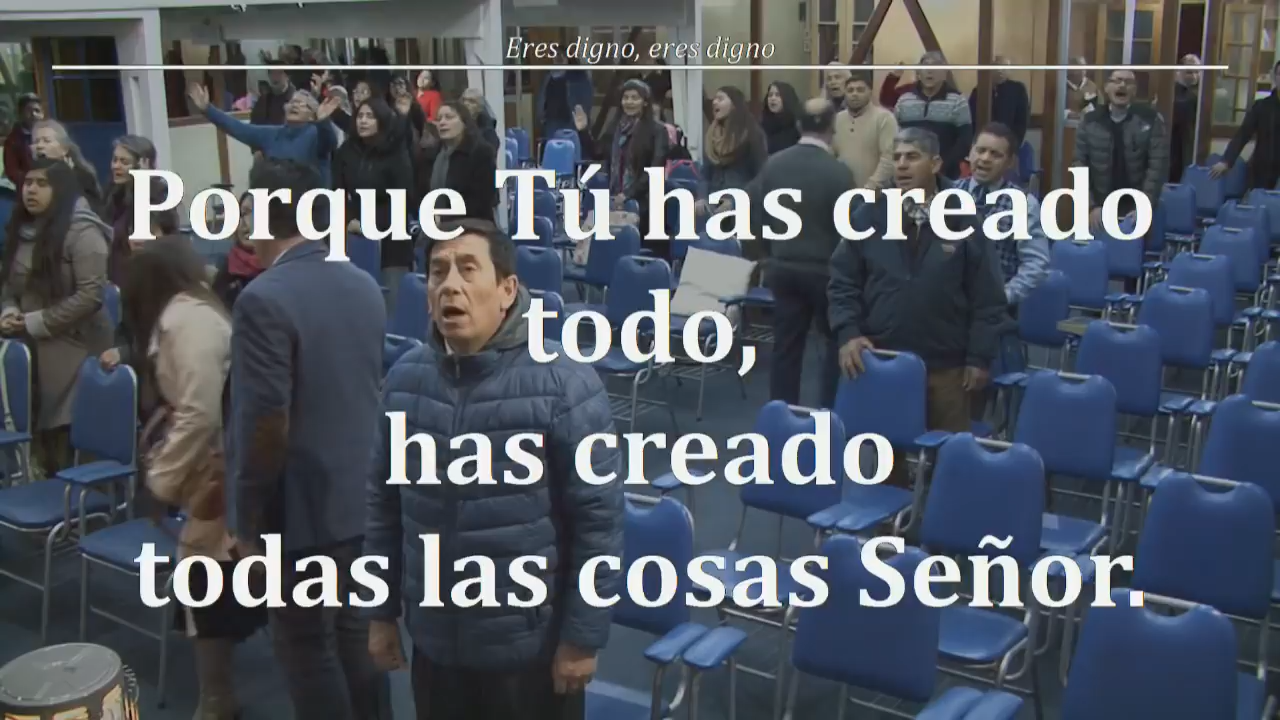 Eres digno, eres digno
Porque Tú has creado
todo,
has creado
todas las cosas Señor.